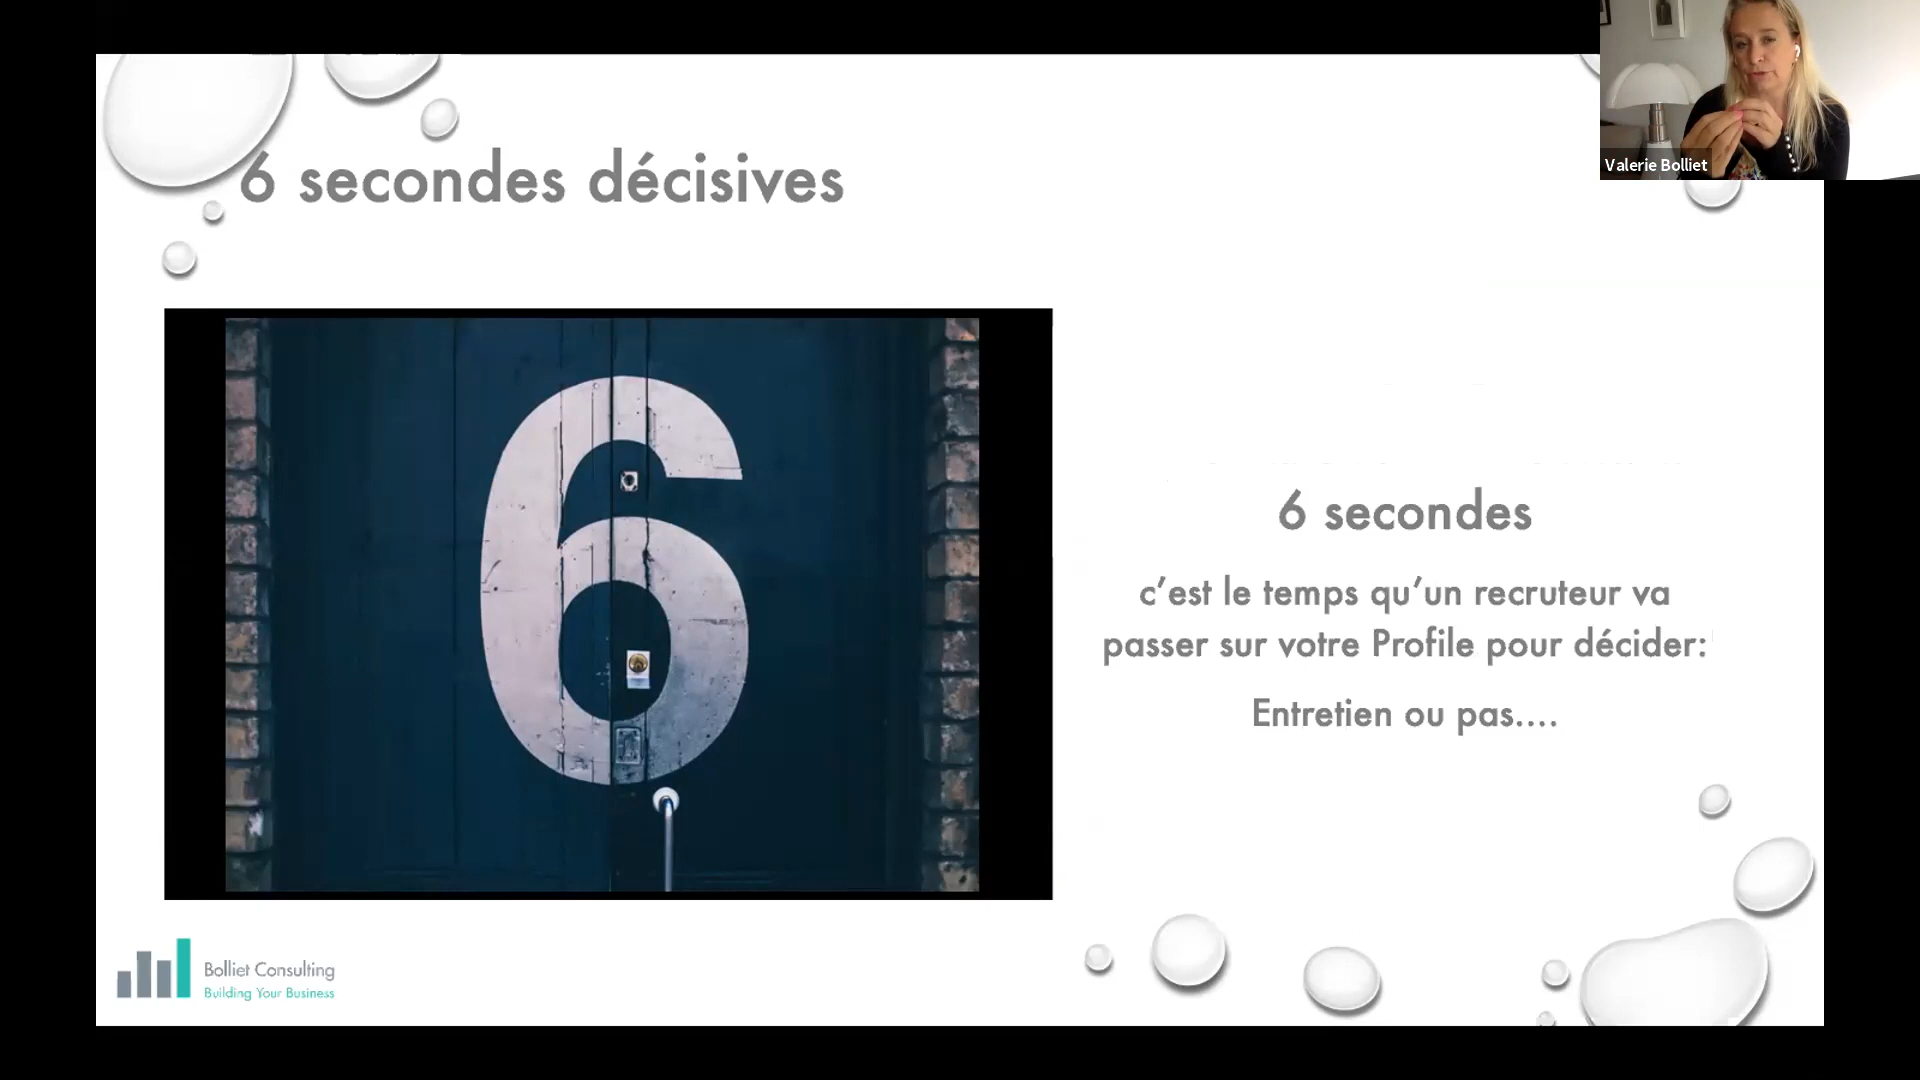 Valerie Bolliet
6 secondes décisives
6
6 secondes
c’est le temps qu’un recruteur va
passer sur votre Profile pour décider:
Entretien ou pas....
Bolliet Consulting
Building Your Business